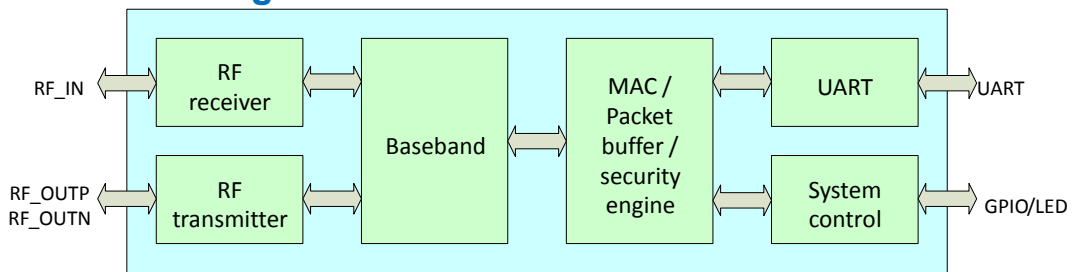 RF_IN
RF
receiver
RF_OUTP
RF_OUTN
RF
transmitter
Baseband
MAC /
Packet
buffer /
security
engine
UART
UART
System
control
GPIO/LED